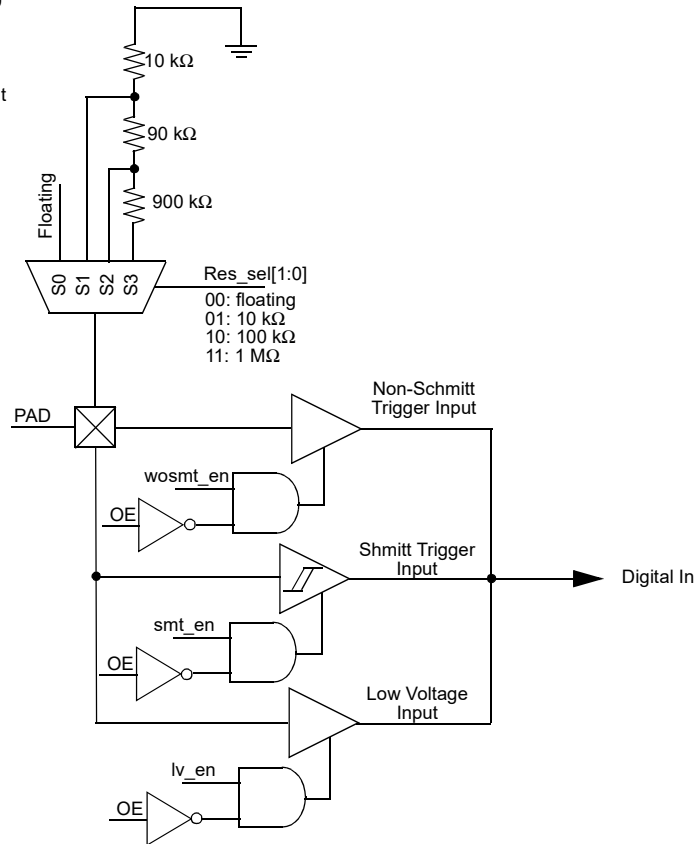 )
10 kΩ
t
90 kΩ
900 kΩ
Floating
S0
S1
S2
S3
Res_sel[1:0]
00: floating
01: 10 kΩ
10: 100 kΩ
11: 1 MΩ
PAD
Non-Schmitt
Trigger Input
wosmt_en
OE
Shmitt Trigger
Input
Digital In
smt_en
OE
Low Voltage
Input
lv_en
OE